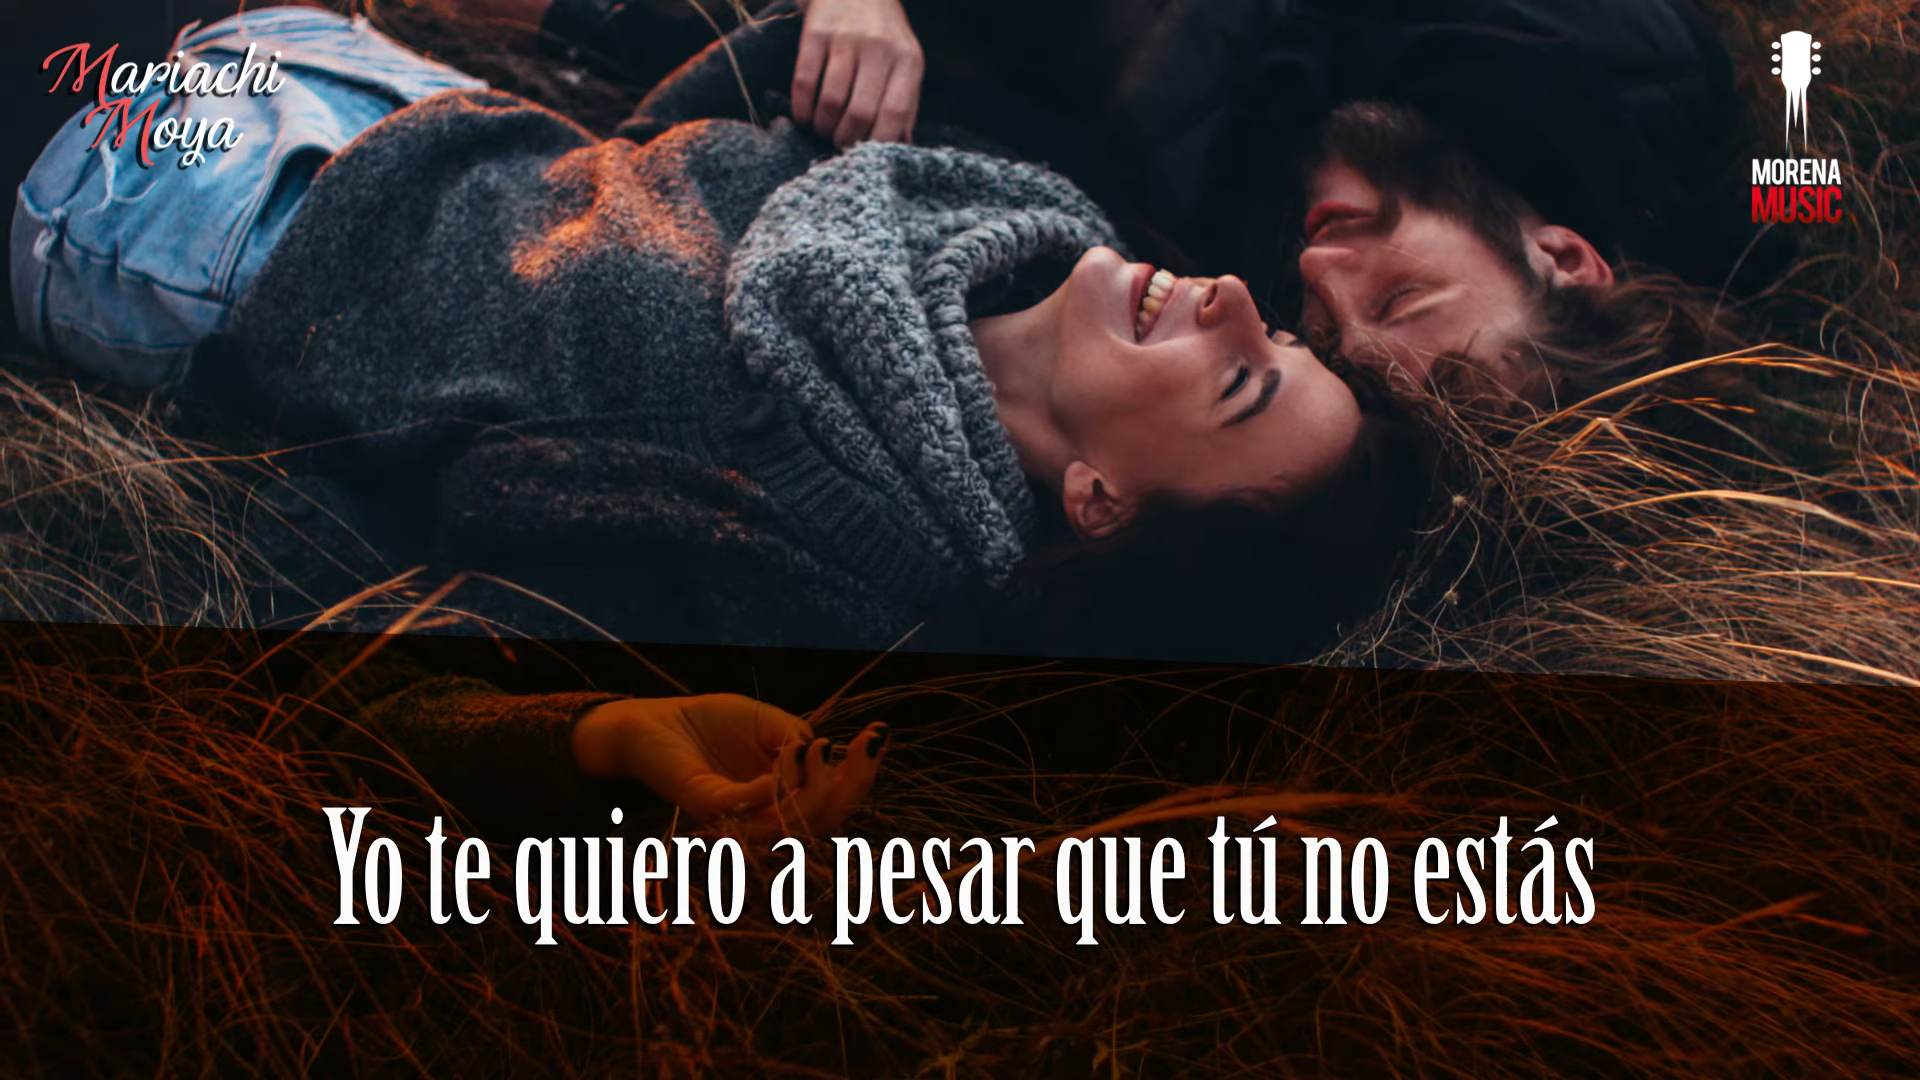 Mariachi
Moya
MORENA
MUSIC
Yo te quiero a pesar que tú no estás